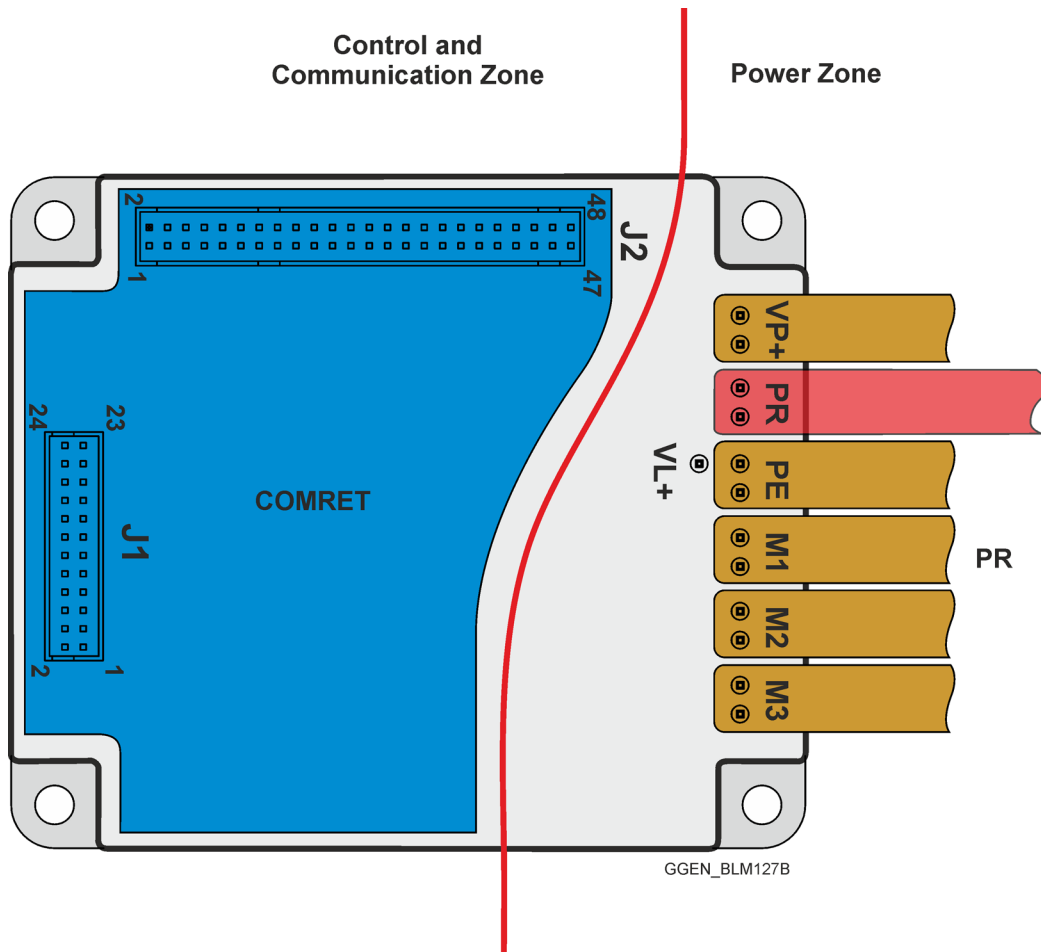 Control and
Communication Zone
Power Zone
2
48
J2
1
47
VP+
PR
24
23
VL+
PE
COMRET
J1
M1
PR
M2
2
1
M3
GGEN_BLM127B